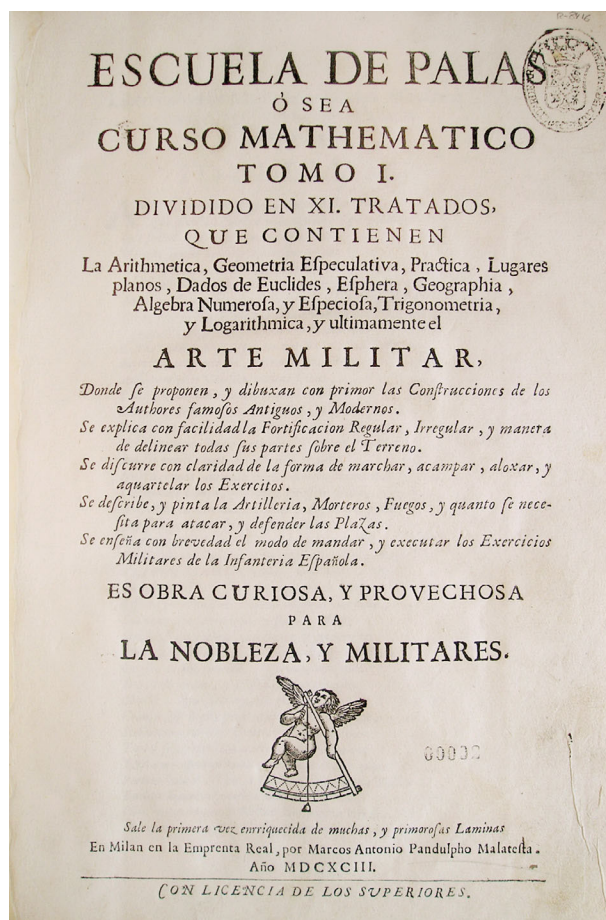 ESCUELA DE PALAS
Ó SEA
CURSO MATHEMATICO
TOMO I.
DIVIDIDO EN XI. TRATADOS,
QUE CONTIENEN
La Arithmetica, Geometria Eſpeculativa, Practica, Lugares
planos, Dados de Euclides, Eſphera, Geographia,
Algebra Numeroſa, y Eſpecioſa, Trigonometria,
y Logarithmica, y ultimamente el
ARTE MILITAR,
Donde ſe proponen, y dibuxan con primor las Conſtrucciones de los
Authores famoſos Antiguos, y Modernos.
Se explica con facilidad la Fortificacion Regular, Irregular, y manera
de delinear todas ſus partes ſobre el Terreno.
Se diſcurre con claridad de la forma de marchar, acampar, aloxar, y
aquartelar los Exercitos.
Se deſcribe, y pinta la Artilleria, Morteros, Fuegos, y quanto ſe nece-
ſita para atacar, y defender las Plazas.
Se enſeña con brevedad el modo de mandar, y executar los Exercicios
Militares de la Infanteria Eſpañola.
ES OBRA CURIOSA, Y PROVECHOSA
PARA
LA NOBLEZA, Y MILITARES.
Sale la primera vez enrriquecida de muchas, y primoroſas Laminas
En Milan en la Emprenta Real, por Marcos Antonio Pandulpho Malateſta.
Año MDCXCIII.
CON LICENCIA DE LOS SVPERIORES.